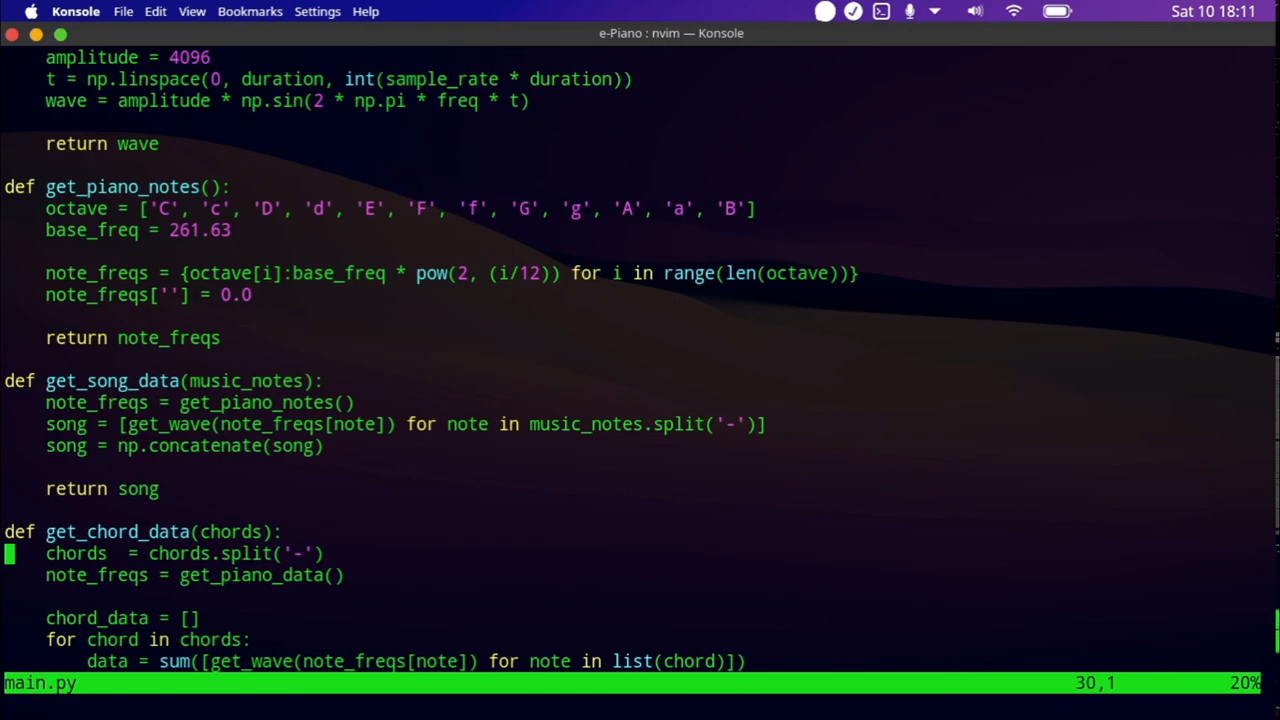 Konsole File Edit View Bookmarks Settings Help Sat 10 18:11
e-Piano : nvim — Konsole
    amplitude = 4096
    t = np.linspace(0, duration, int(sample_rate * duration))
    wave = amplitude * np.sin(2 * np.pi * freq * t)
    return wave
def get_piano_notes():
    octave = ['C', 'c', 'D', 'd', 'E', 'F', 'f', 'G', 'g', 'A', 'a', 'B']
    base_freq = 261.63
    note_freqs = {octave[i]:base_freq * pow(2, (i/12)) for i in range(len(octave))}
    note_freqs[''] = 0.0
    return note_freqs
def get_song_data(music_notes):
    note_freqs = get_piano_notes()
    song = [get_wave(note_freqs[note]) for note in music_notes.split('-')]
    song = np.concatenate(song)
    return song
def get_chord_data(chords):
    chords  = chords.split('-')
    note_freqs = get_piano_data()
    chord_data = []
    for chord in chords:
        data = sum([get_wave(note_freqs[note]) for note in list(chord)])
main.py 30,1 20%